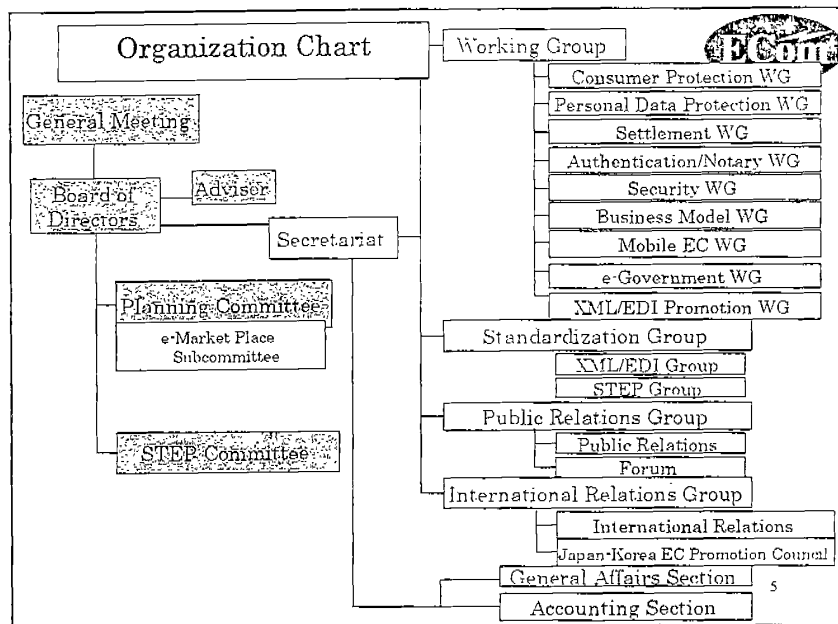 Organization Chart
ECom
General Meeting
Board of
Directors
Adviser
Secretariat
Planning Committee
e-Market Place
Subcommittee
STEP Committee
Working Group
Consumer Protection WG
Personal Data Protection WG
Settlement WG
Authentication/Notary WG
Security WG
Business Model WG
Mobile EC WG
e-Government WG
XML/EDI Promotion WG
Standardization Group
XML/EDI Group
STEP Group
Public Relations Group
Public Relations
Forum
International Relations Group
International Relations
Japan-Korea EC Promotion Council
General Affairs Section
Accounting Section
5